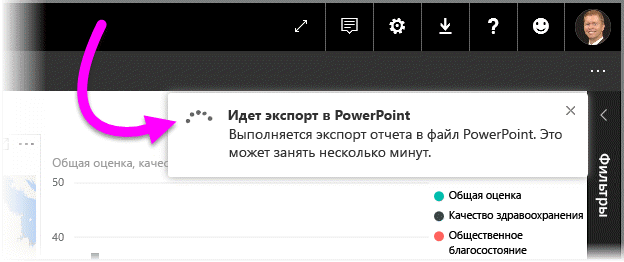 Идет экспорт в PowerPoint
Выполняется экспорт отчета в файл PowerPoint. Это
может занять несколько минут.
Фильтры
Общая оценка, качес
50
40
Общая оценка
Качество здравоохранения
Общественное
благосостояние